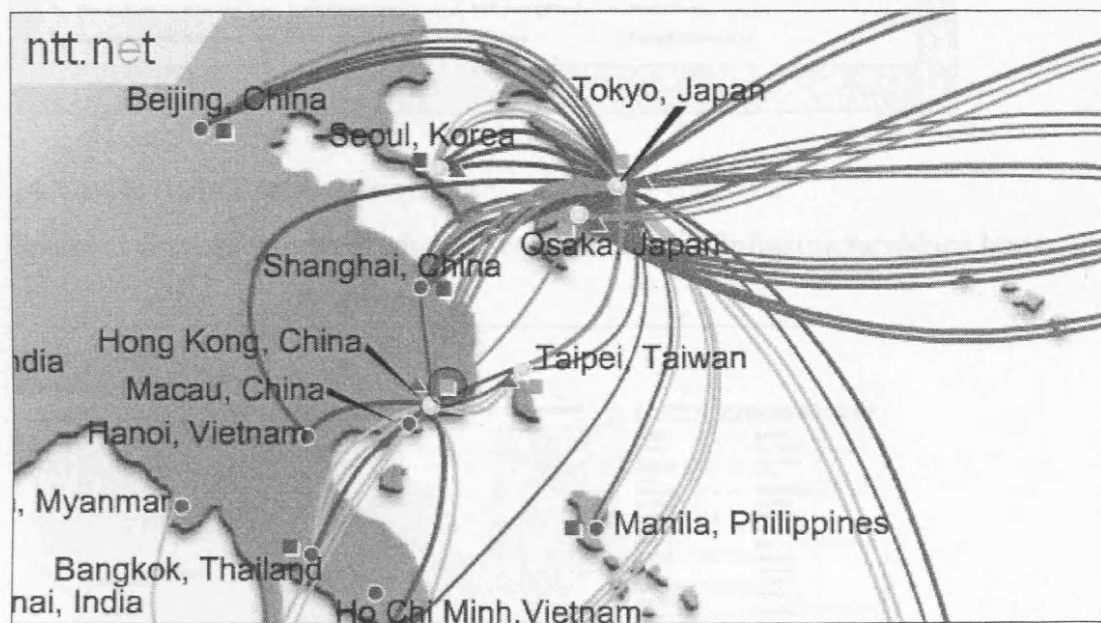 ntt.net
Beijing, China
Tokyo, Japan
Seoul, Korea
Osaka, Japan
Shanghai, China
Hong Kong, China
Taipei, Taiwan
Macau, China
Hanoi, Vietnam
Myanmar
Manila, Philippines
Bangkok, Thailand
India
Ho Chi Minh, Vietnam